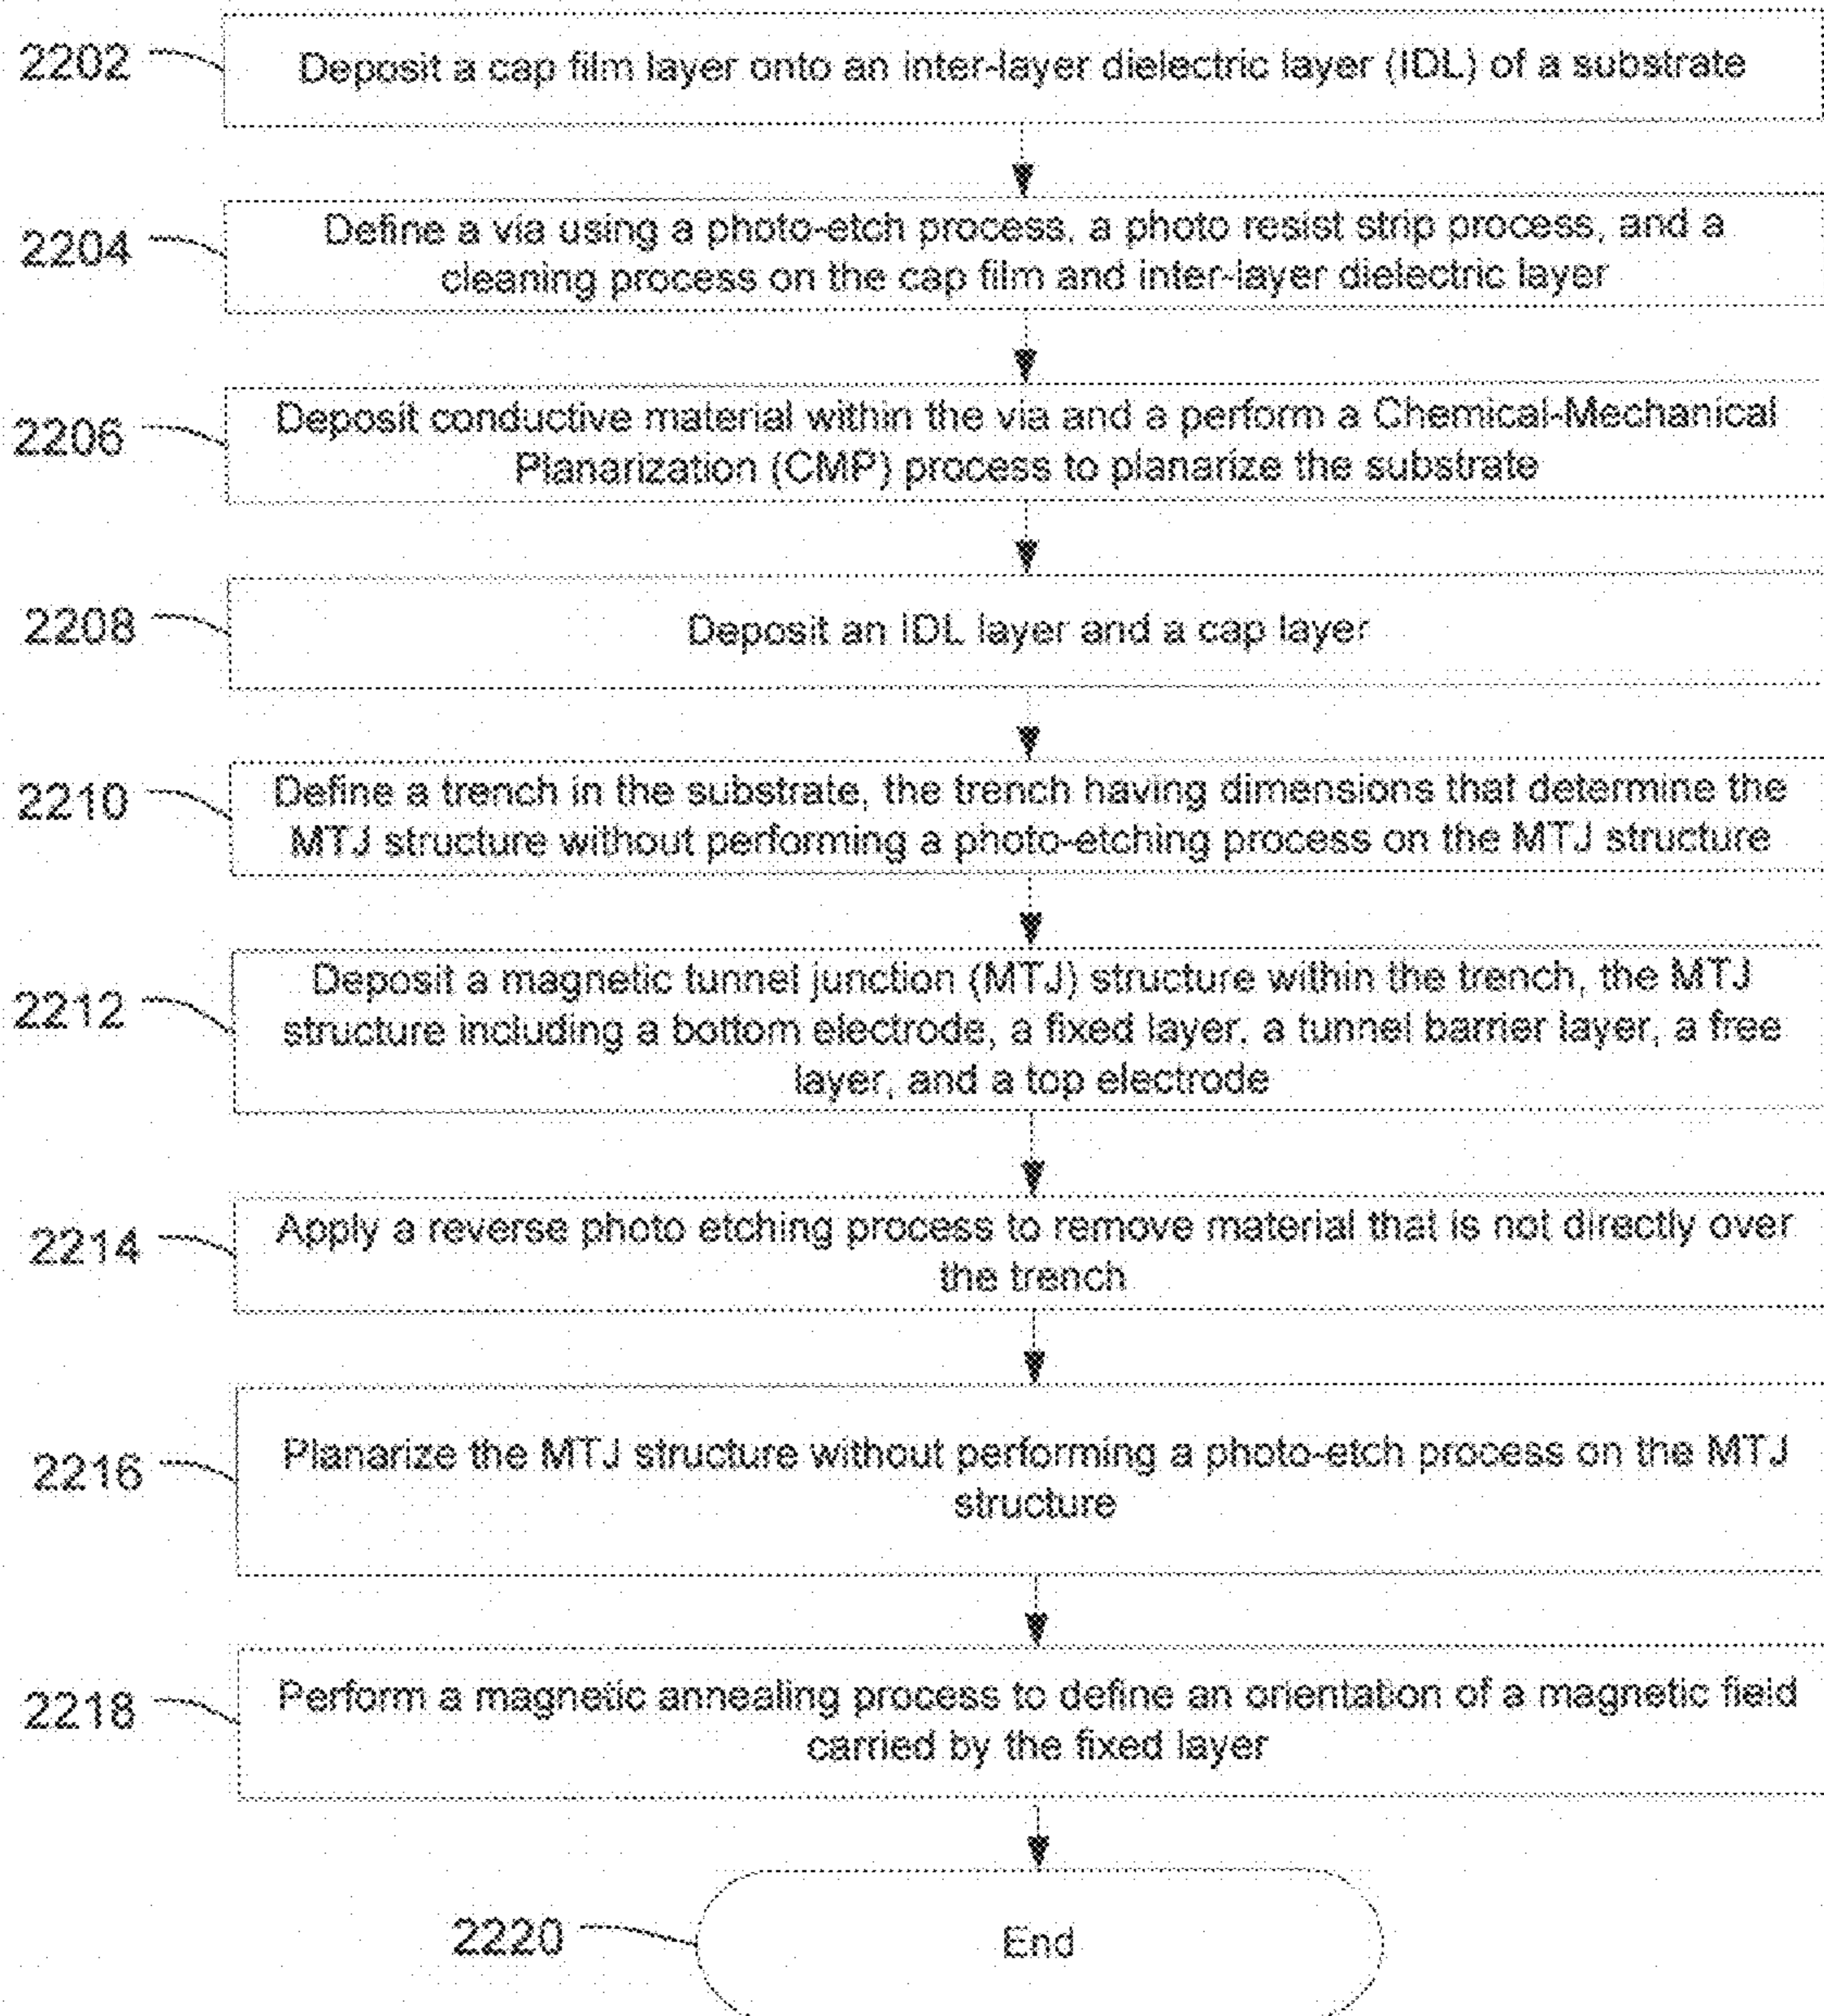 2202
Deposit a cap film layer onto an inter-layer dielectric layer (IDL) of a substrate
2204
Define a via using a photo-etch process, a photo resist strip process, and a
cleaning process on the cap film and inter-layer dielectric layer
2206
Deposit conductive material within the via and a perform a Chemical-Mechanical
Planarization (CMP) process to planarize the substrate
2208
Deposit an IDL layer and a cap layer
2210
Define a trench in the substrate, the trench having dimensions that determine the
MTJ structure without performing a photo-etching process on the MTJ structure
2212
Deposit a magnetic tunnel junction (MTJ) structure within the trench, the MTJ
structure including a bottom electrode, a fixed layer, a tunnel barrier layer, a free
layer, and a top electrode
2214
Apply a reverse photo etching process to remove material that is not directly over
the trench
2216
Planarize the MTJ structure without performing a photo-etch process on the MTJ
structure
2218
Perform a magnetic annealing process to define an orientation of a magnetic field
carried by the fixed layer
2220
End